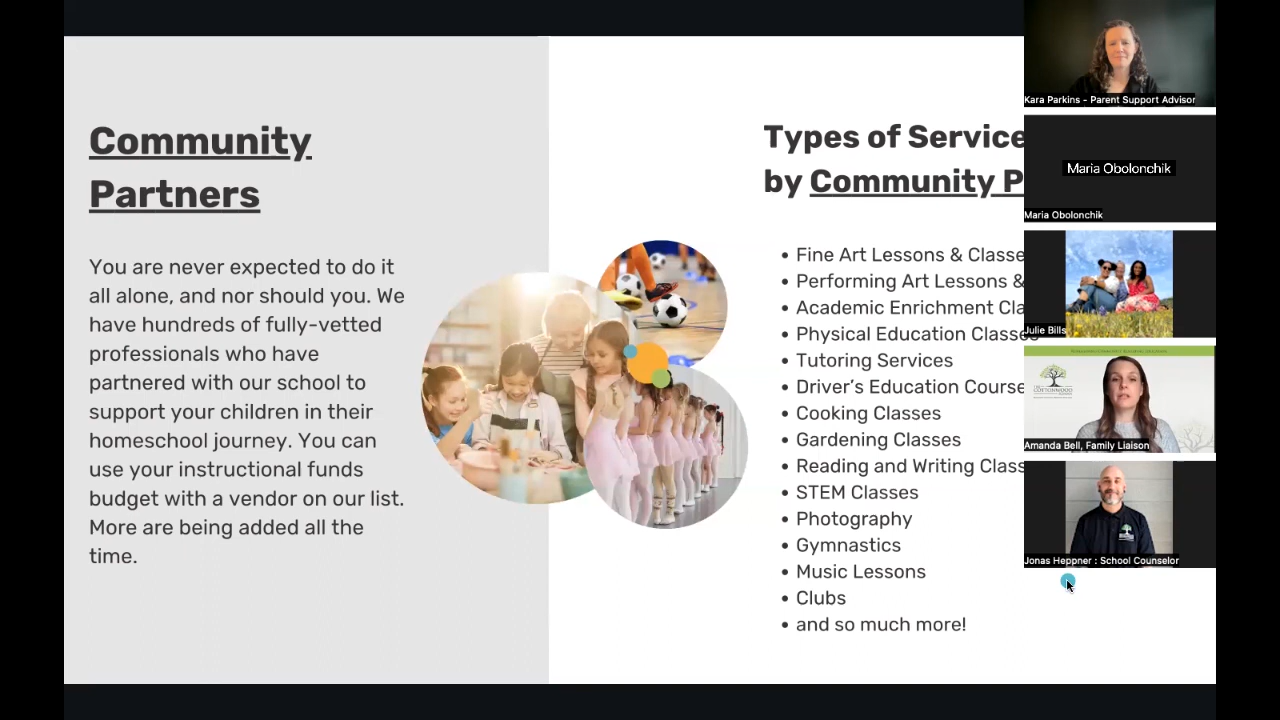 Community
Partners
You are never expected to do it
all alone, and nor should you. We
have hundreds of fully-vetted
professionals who have
partnered with our school to
support your children in their
homeschool journey. You can
use your instructional funds
budget with a vendor on our list.
More are being added all the
time.
Types of Service
by Community P
Fine Art Lessons & Classe
Performing Art Lessons &
Academic Enrichment Cla
Physical Education Classes
Tutoring Services
Driver's Education Course
Cooking Classes
Gardening Classes
Reading and Writing Class
STEM Classes
Photography
Gymnastics
Music Lessons
Clubs
and so much more!
Kara Parkins - Parent Support Advisor
Maria Obolonchik
Maria Obolonchik
Julie Bills
COTTONWOOD
Amanda Bell, Family Liaison
Jonas Heppner : School Counselor